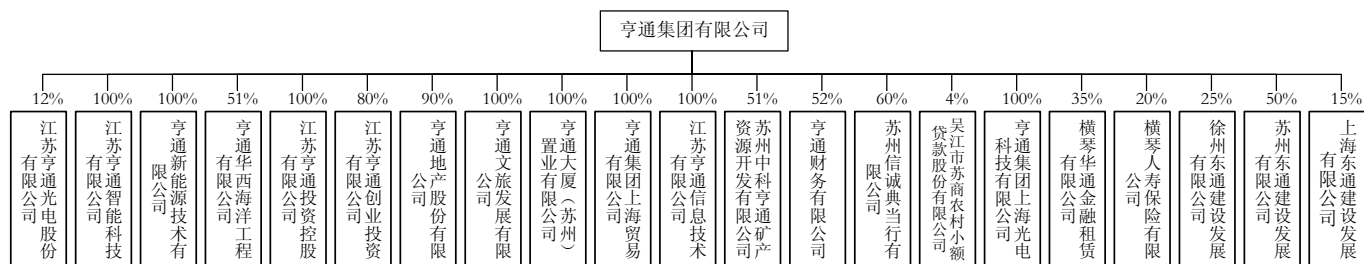 亨通集团有限公司
12%
100%
100%
51%
100%
80%
90%
100%
100%
100%
100%
51%
52%
60%
4%
100%
35%
20%
25%
50%
15%
江苏亨通光电股份
有限公司
江苏亨通智能科技
有限公司
亨通新能源技术有
限公司
亨通华西海洋工程
有限公司
江苏亨通投资控股
有限公司
江苏亨通创业投资
有限公司
亨通地产股份有限
公司
亨通文旅发展有限
公司
亨通大厦（苏州）
置业有限公司
亨通集团上海贸易
有限公司
江苏亨通信息技术
有限公司
苏州中科亨通矿产
资源开发有限公司
亨通财务有限公司
苏州信诚典当行有
限公司
吴江市苏商农村小额
贷款股份有限公司
亨通集团上海光电
科技有限公司
横琴华通金融租赁
有限公司
横琴人寿保险有限
公司
徐州东通建设发展
有限公司
苏州东通建设发展
有限公司
上海东通建设发展
有限公司